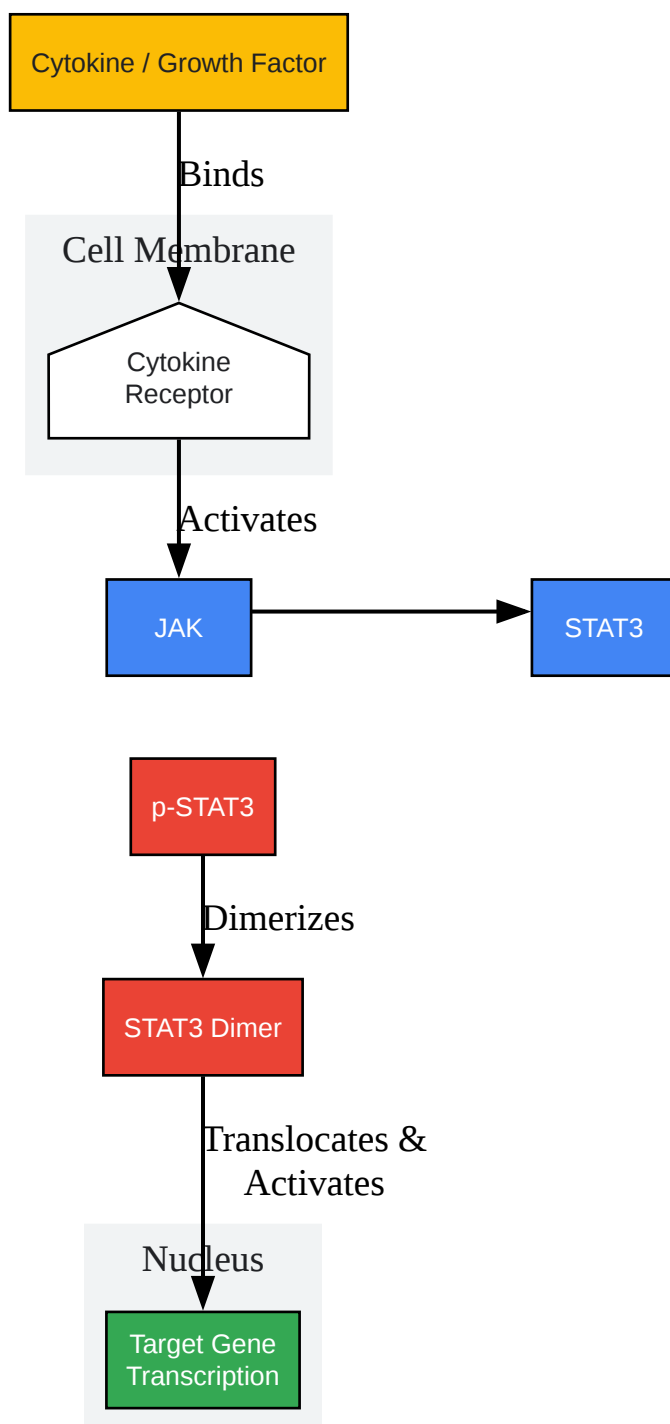 Cytokine / Growth Factor
Binds
Cell Membrane
Cytokine
Receptor
Activates
JAK
STAT3
p-STAT3
Dimerizes
STAT3 Dimer
Translocates &
Activates
Nucleus
Target Gene
Transcription